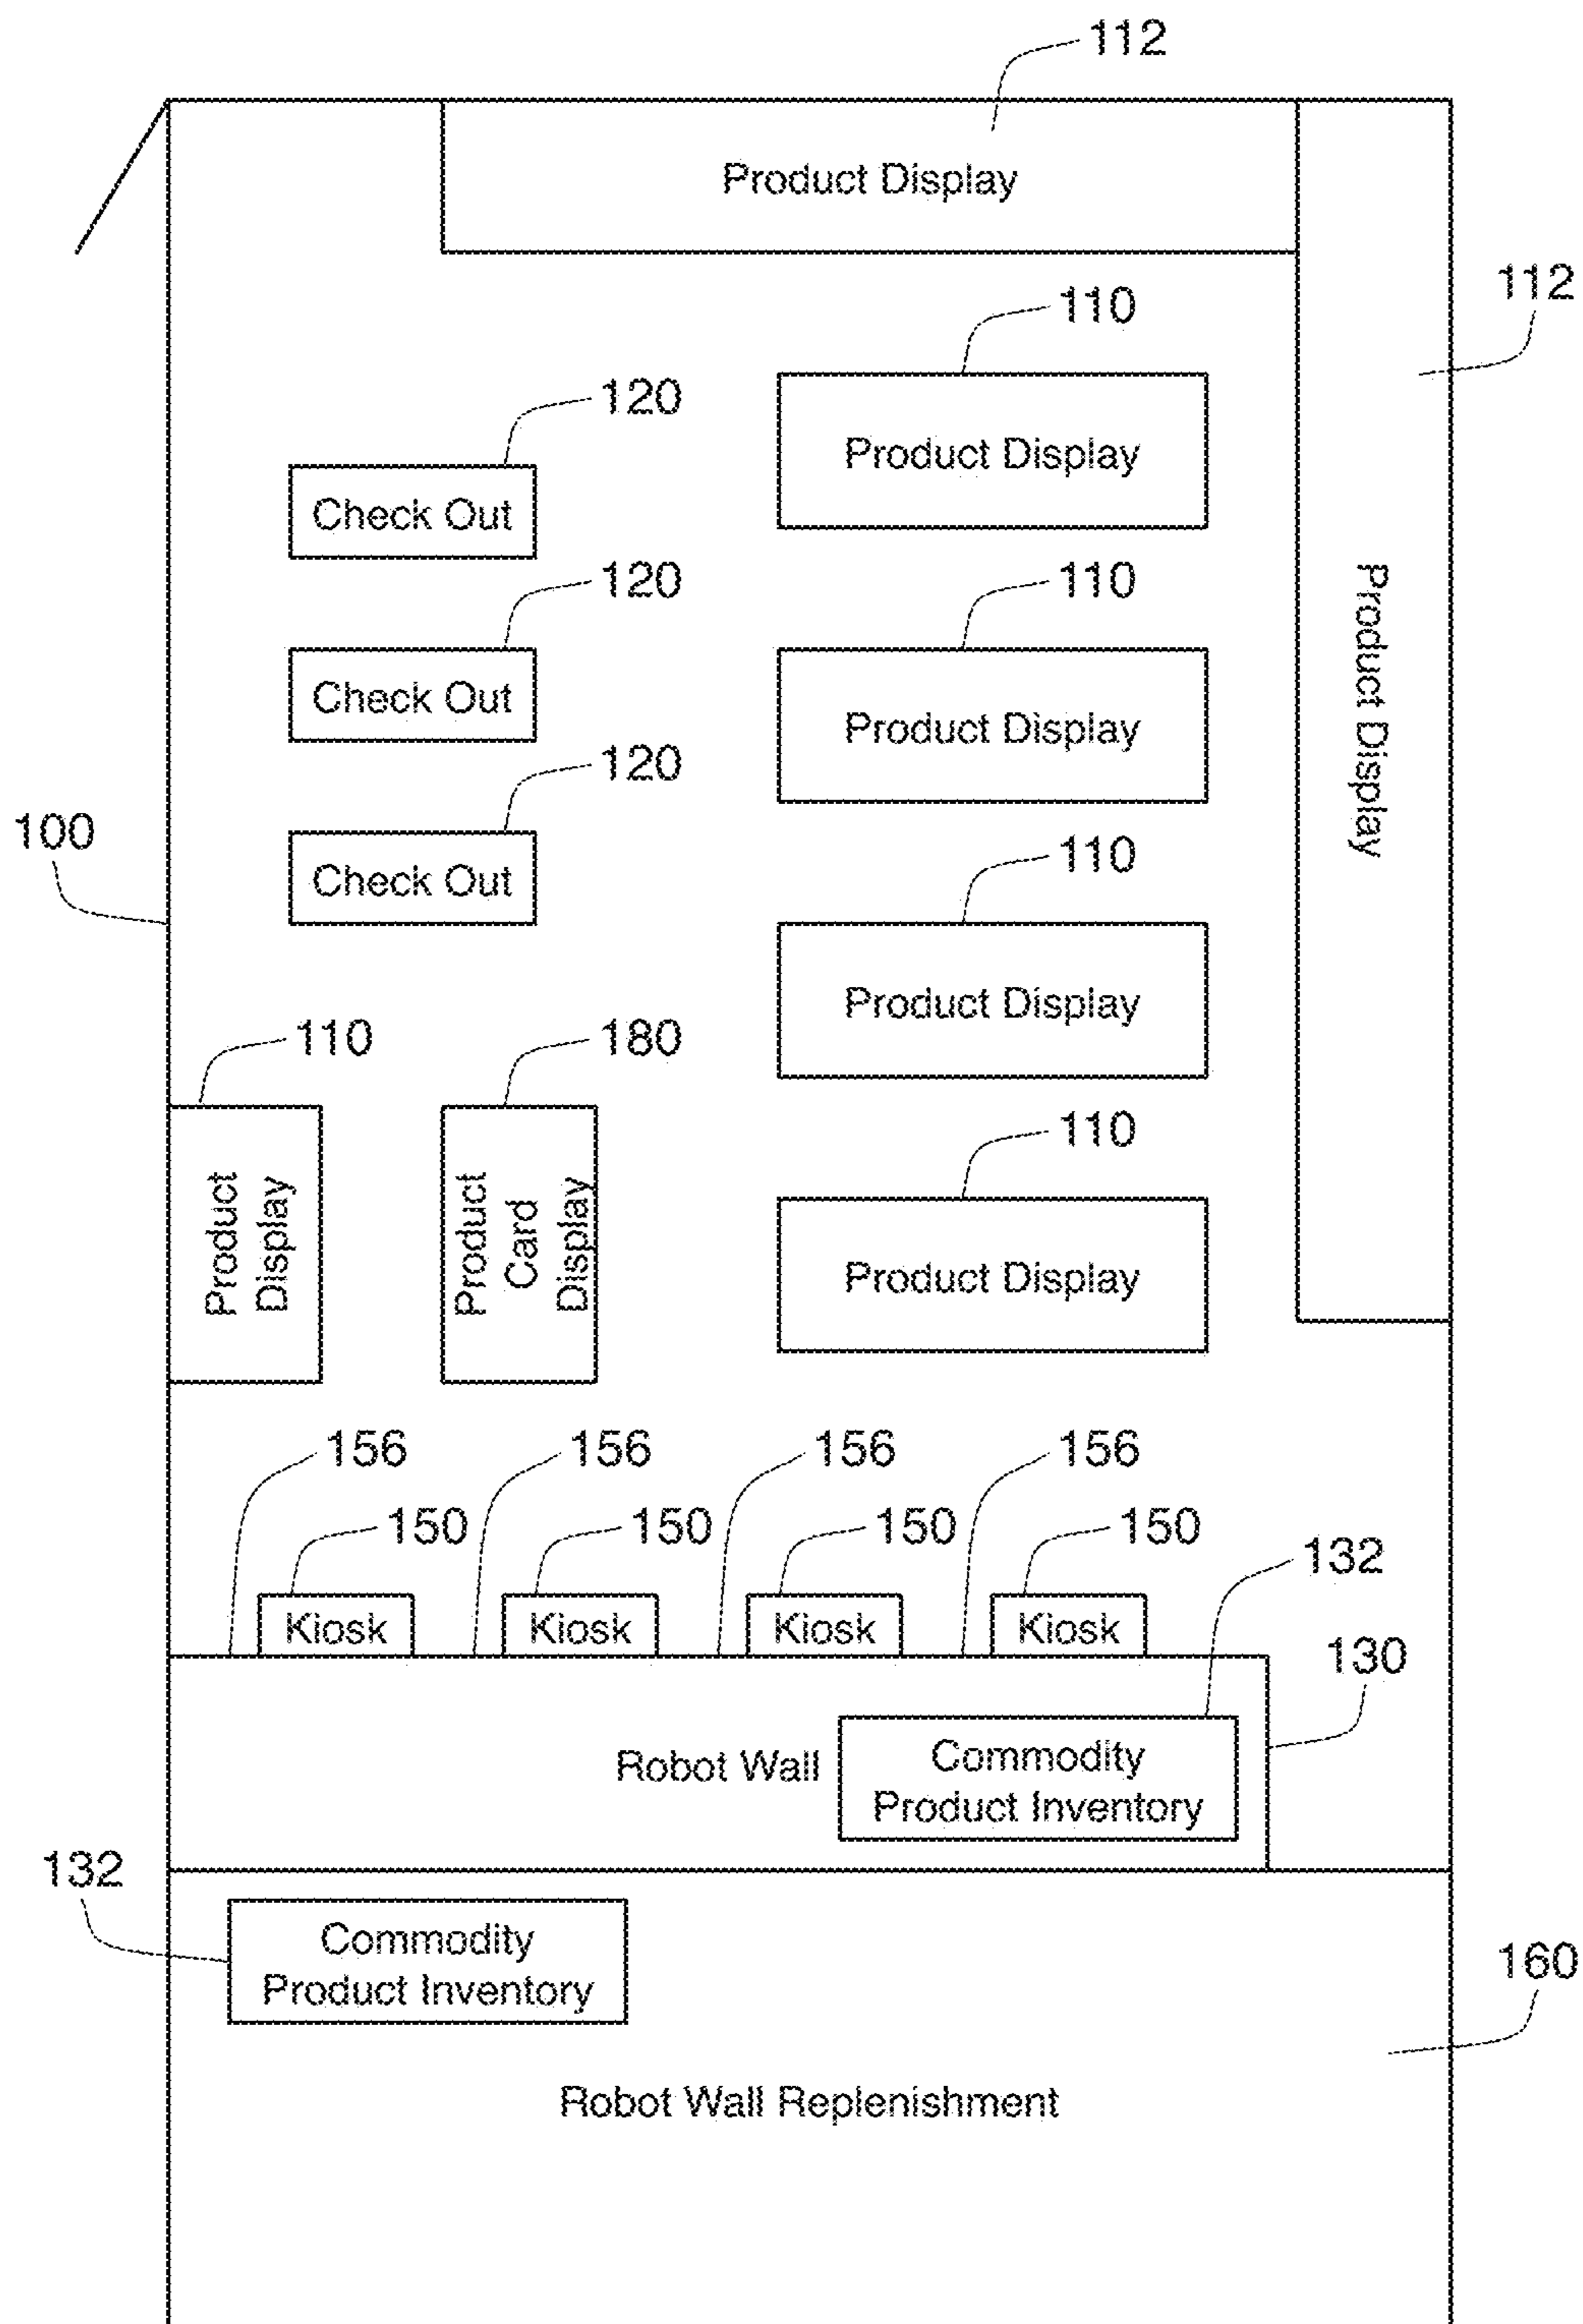 112
Product Display
112
110
Product Display
120
Check Out
120
Check Out
110
Product Display
Product Display
120
Check Out
100
110
Product Display
110
Product
Display
180
Product
Card
Display
110
Product Display
156
156
156
156
150
150
150
150
132
Kiosk
Kiosk
Kiosk
Kiosk
130
Robot Wall
Commodity
Product Inventory
132
Commodity
Product Inventory
160
Robot Wall Replenishment